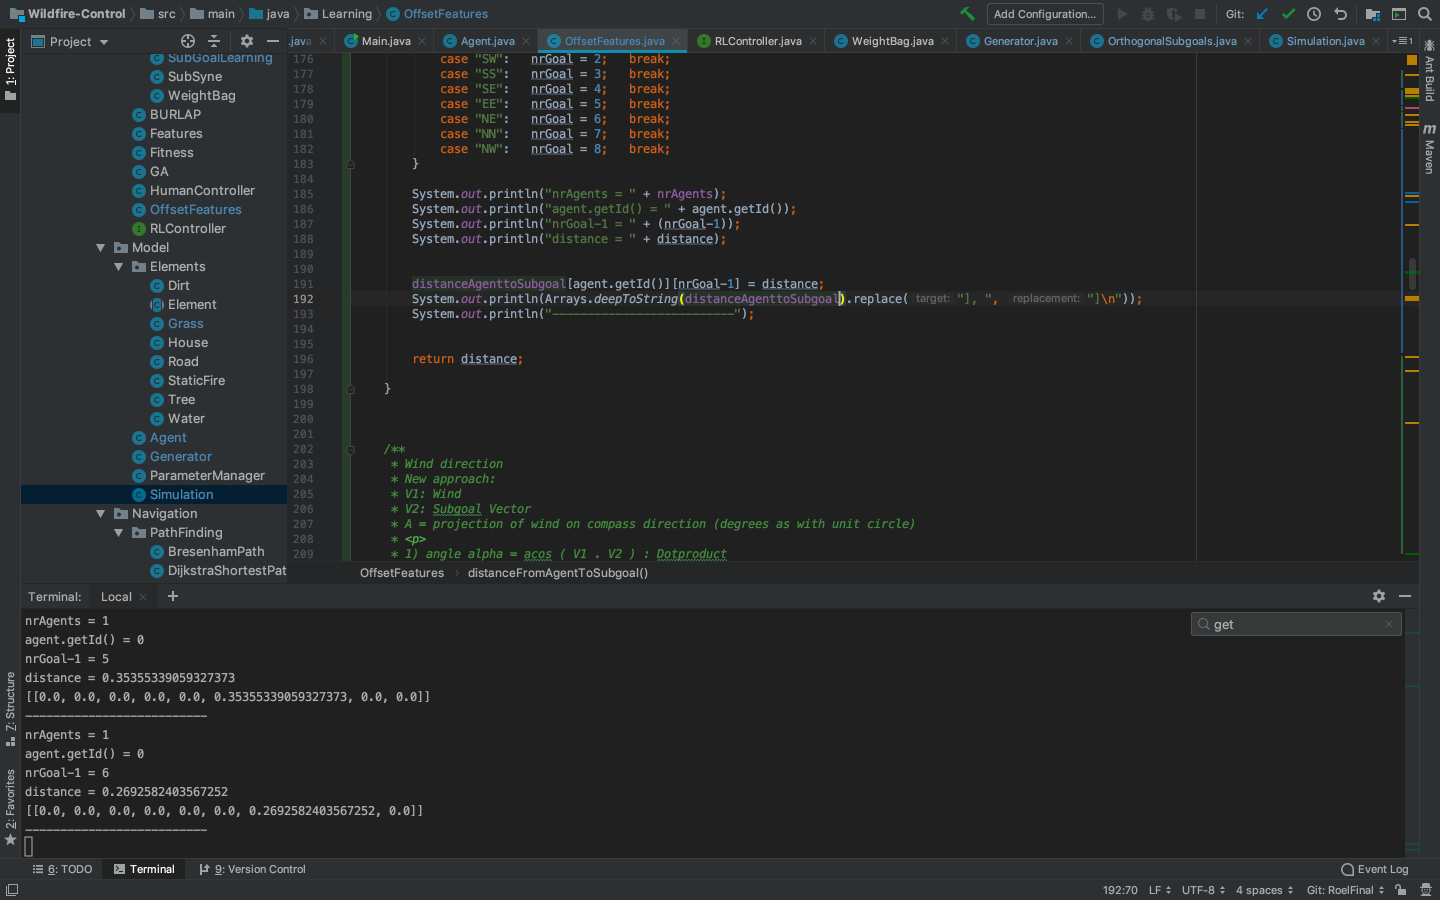 Wildfire-Control src main java Learning OffsetFeatures Add Configuration... Git:
1: Project
Project
.java Main.java Agent.java OffsetFeatures.java RLController.java WeightBag.java Generator.java OrthogonalSubgoals.java Simulation.java
Ant Build
Maven
SubGoalLearning
SubSyne
WeightBag
BURLAP
Features
Fitness
GA
HumanController
OffsetFeatures
RLController
Model
Elements
Dirt
Element
Grass
House
Road
StaticFire
Tree
Water
Agent
Generator
ParameterManager
Simulation
Navigation
PathFinding
BresenhamPath
DijkstraShortestPat
176 case "SW": nrGoal = 2; break;
177 case "SS": nrGoal = 3; break;
178 case "SE": nrGoal = 4; break;
179 case "EE": nrGoal = 5; break;
180 case "NE": nrGoal = 6; break;
181 case "NN": nrGoal = 7; break;
182 case "NW": nrGoal = 8; break;
183 }
184
185 System.out.println("nrAgents = " + nrAgents);
186 System.out.println("agent.getId() = " + agent.getId());
187 System.out.println("nrGoal-1 = " + (nrGoal-1));
188 System.out.println("distance = " + distance);
189
190
191 distanceAgenttoSubgoal[agent.getId()][nrGoal-1] = distance;
192 System.out.println(Arrays.deepToString(distanceAgenttoSubgoal).replace( target: "], ", replacement: "]\n"));
193 System.out.println("--------------------------");
194
195
196 return distance;
197
198 }
199
200
201
202 /**
203 * Wind direction
204 * New approach:
205 * V1: Wind
206 * V2: Subgoal Vector
207 * A = projection of wind on compass direction (degrees as with unit circle)
208 * <p>
209 * 1) angle alpha = acos ( V1 . V2 ) : Dotproduct
OffsetFeatures distanceFromAgentToSubgoal()
Terminal: Local
get
nrAgents = 1
agent.getId() = 0
nrGoal-1 = 5
distance = 0.35355339059327373
[[0.0, 0.0, 0.0, 0.0, 0.0, 0.35355339059327373, 0.0, 0.0]]
--------------------------
nrAgents = 1
agent.getId() = 0
nrGoal-1 = 6
distance = 0.2692582403567252
[[0.0, 0.0, 0.0, 0.0, 0.0, 0.0, 0.2692582403567252, 0.0]]
--------------------------
7: Structure
2: Favorites
6: TODO Terminal 9: Version Control Event Log
192:70 LF UTF-8 4 spaces Git: RoelFinal